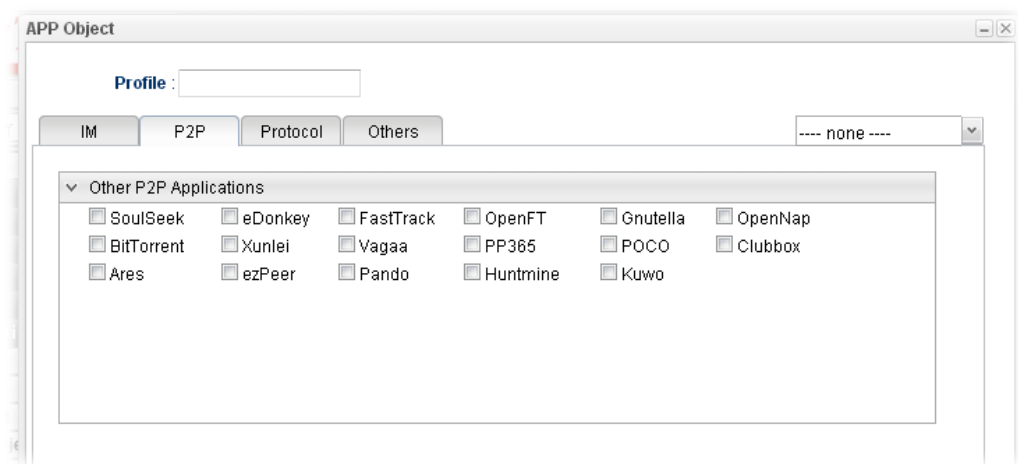 APP Object
Profile :
IM P2P Protocol Others ---- none ----
Other P2P Applications
SoulSeek eDonkey FastTrack OpenFT Gnutella OpenNap
BitTorrent Xunlei Vagaa PP365 POCO Clubbox
Ares ezPeer Pando Huntmine Kuwo